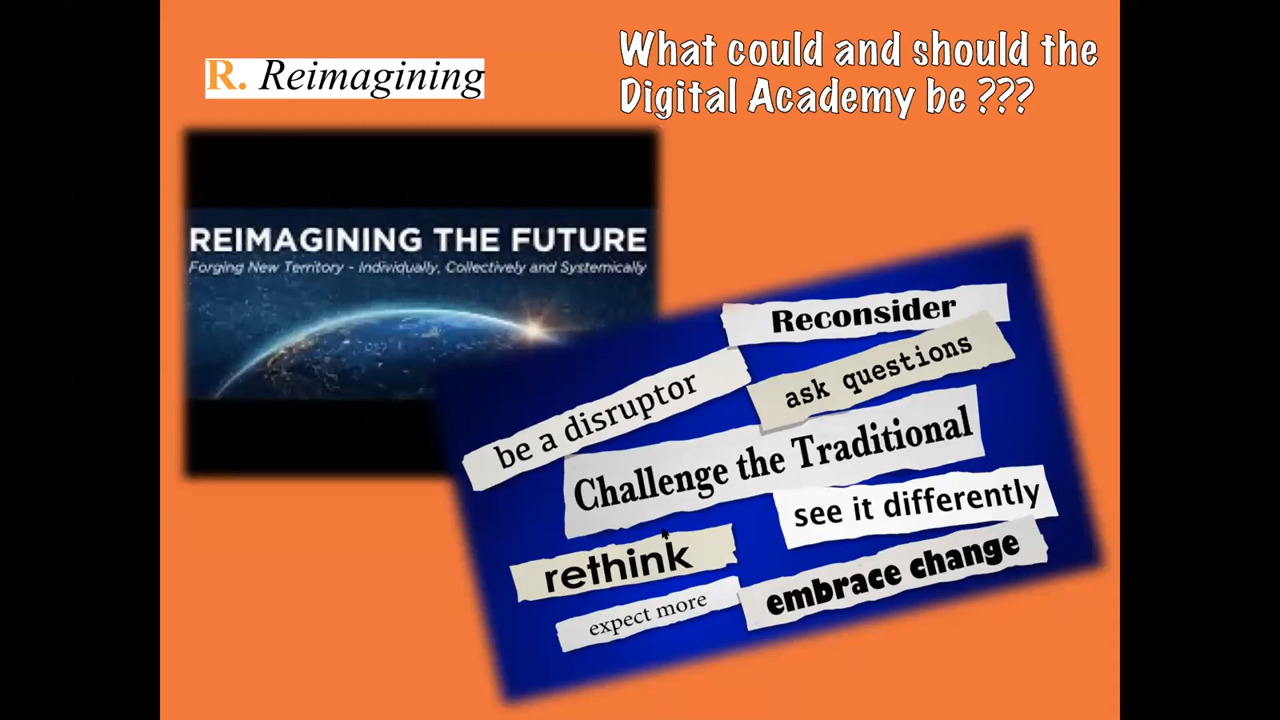 R. Reimagining
What could and should the
Digital Academy be ???
REIMAGINING THE FUTURE
Forging New Territory - Individually, Collectively and Systemically
Reconsider
ask questions
be a disruptor
Challenge the Traditional
see it differently
rethink
embrace change
expect more